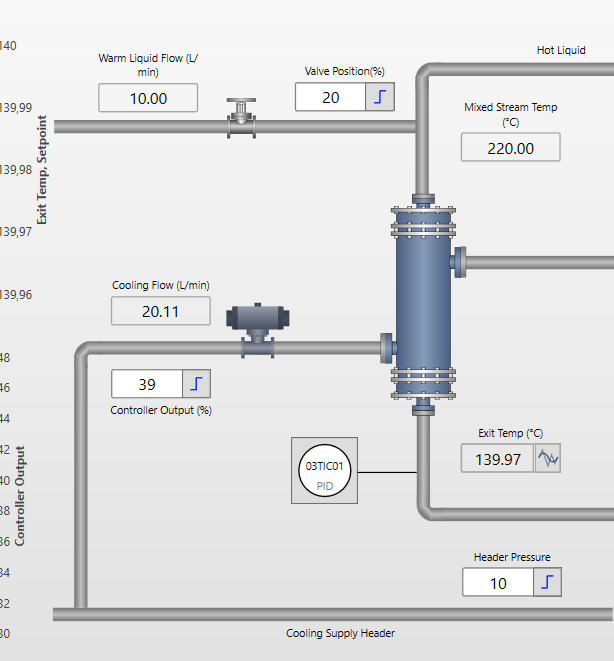 140
Hot Liquid
Warm Liquid Flow (L/
min)
Valve Position(%)
10.00
20
139,99
Mixed Stream Temp
(°C)
220.00
Exit Temp, Setpoint
139,98
139,97
139,96
Cooling Flow (L/min)
20.11
48
46
39
Controller Output (%)
44
42
Exit Temp (°C)
139.97
03TIC01
PID
40
Controller Output
38
36
Header Pressure
34
10
32
Cooling Supply Header
30